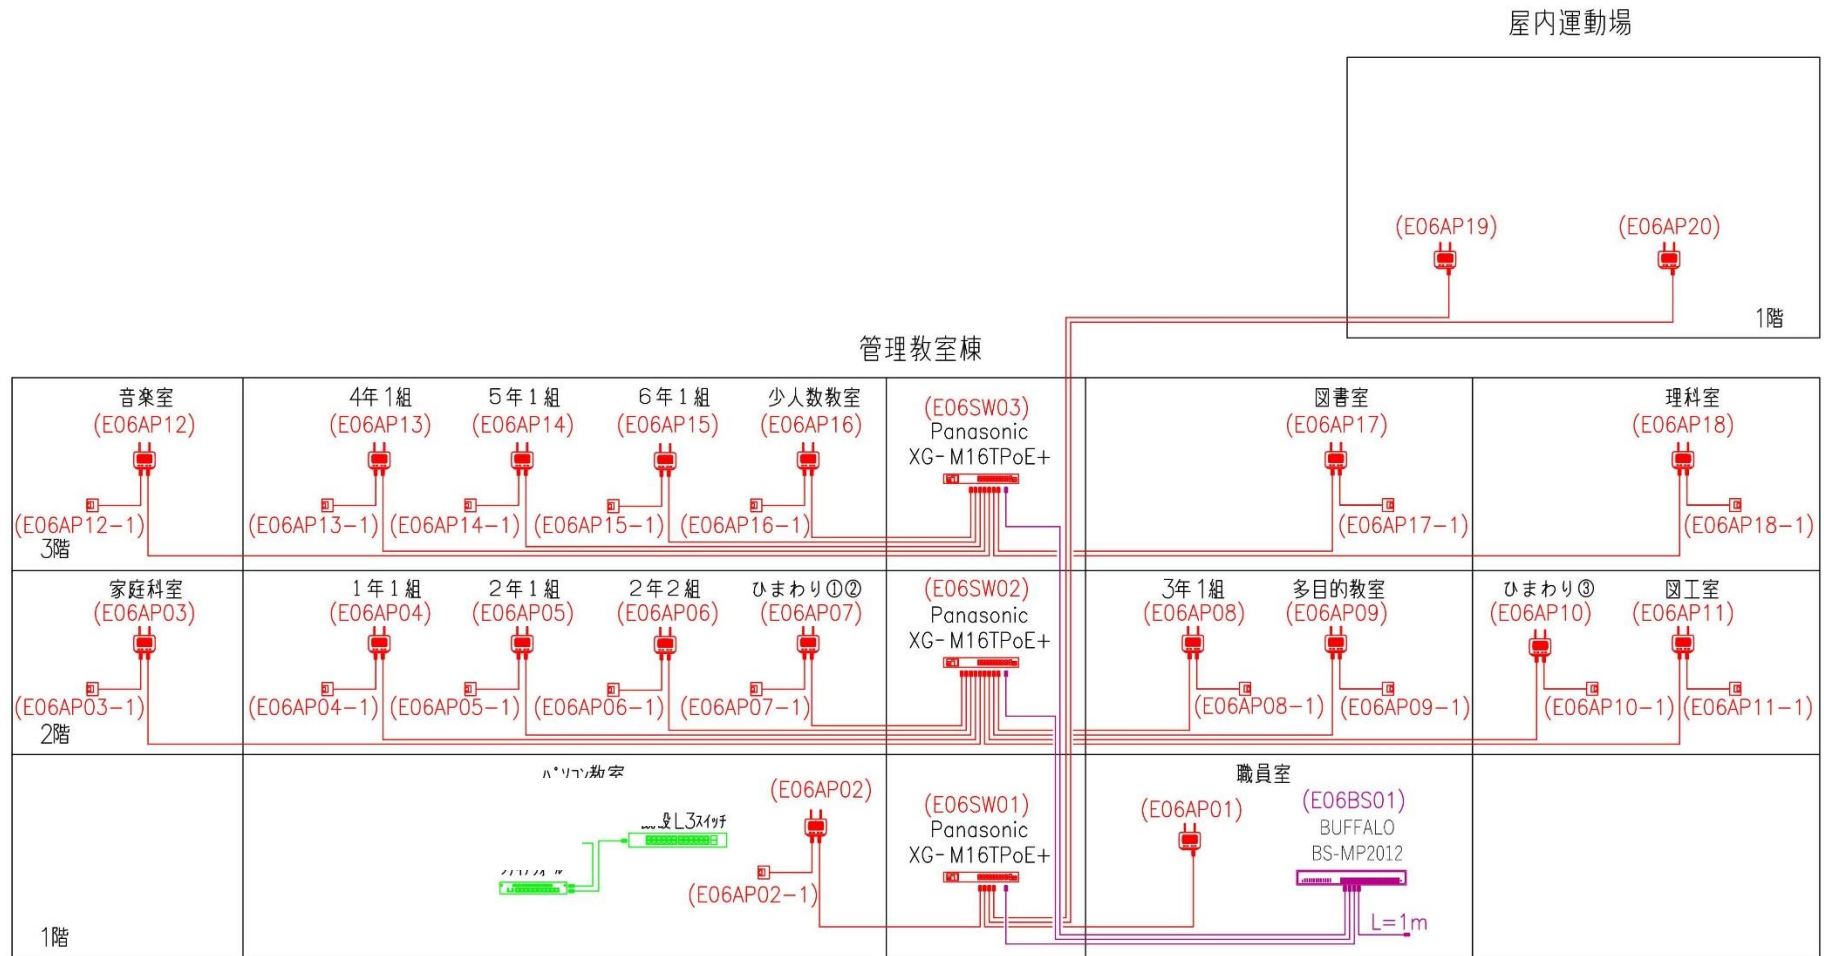 屋内運動場
(E06AP19)
(E06AP20)
1階
管理教室棟
音楽室
(E06AP12)
(E06AP12-1)
3階
4年1組
(E06AP13)
(E06AP13-1)
5年1組
(E06AP14)
(E06AP14-1)
6年1組
(E06AP15)
(E06AP15-1)
少人数教室
(E06AP16)
(E06AP16-1)
(E06SW03)
Panasonic
XG-M16TPoE+
図書室
(E06AP17)
(E06AP17-1)
理科室
(E06AP18)
(E06AP18-1)
家庭科室
(E06AP03)
(E06AP03-1)
2階
1年1組
(E06AP04)
(E06AP04-1)
2年1組
(E06AP05)
(E06AP05-1)
2年2組
(E06AP06)
(E06AP06-1)
ひまわり①②
(E06AP07)
(E06AP07-1)
(E06SW02)
Panasonic
XG-M16TPoE+
3年1組
(E06AP08)
(E06AP08-1)
多目的教室
(E06AP09)
(E06AP09-1)
ひまわり③
(E06AP10)
(E06AP10-1)
図工室
(E06AP11)
(E06AP11-1)
1階
パソコン教室
L3スイッチ
(E06AP02)
(E06AP02-1)
(E06SW01)
Panasonic
XG-M16TPoE+
職員室
(E06AP01)
(E06BS01)
BUFFALO
BS-MP2012
L=1m